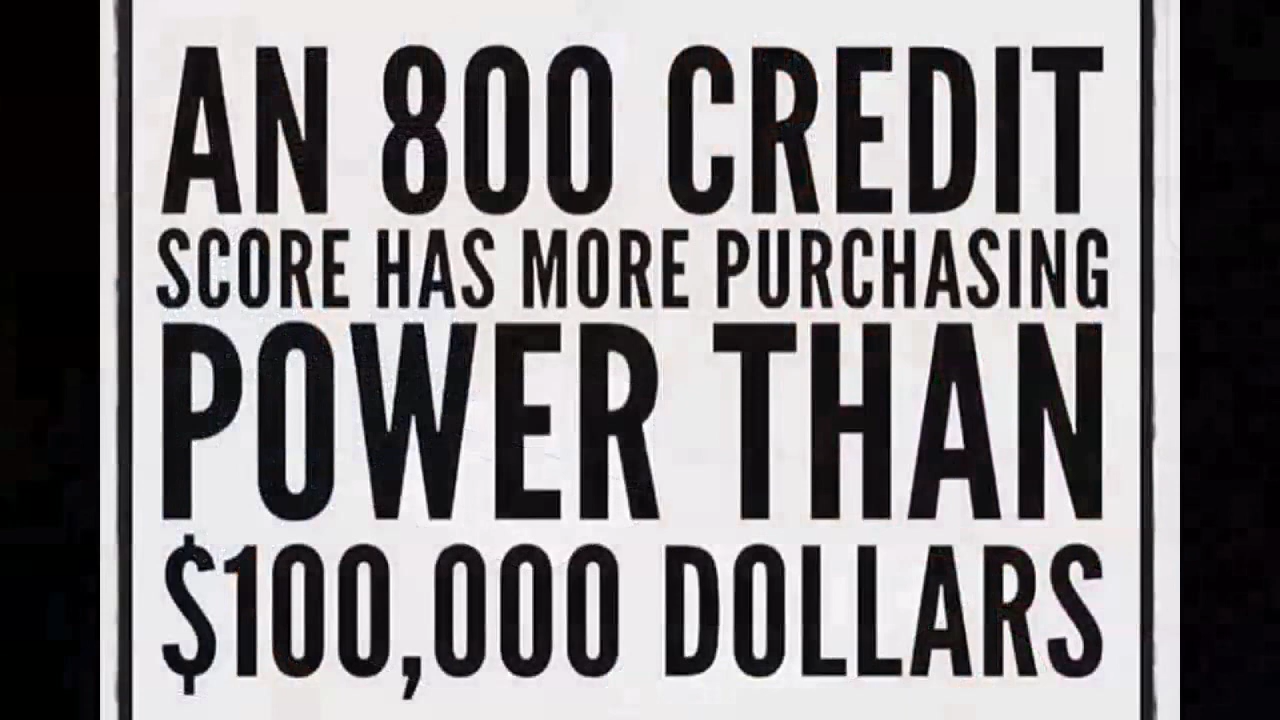 AN 800 CREDIT
SCORE HAS MORE PURCHASING
POWER THAN
$100,000 DOLLARS